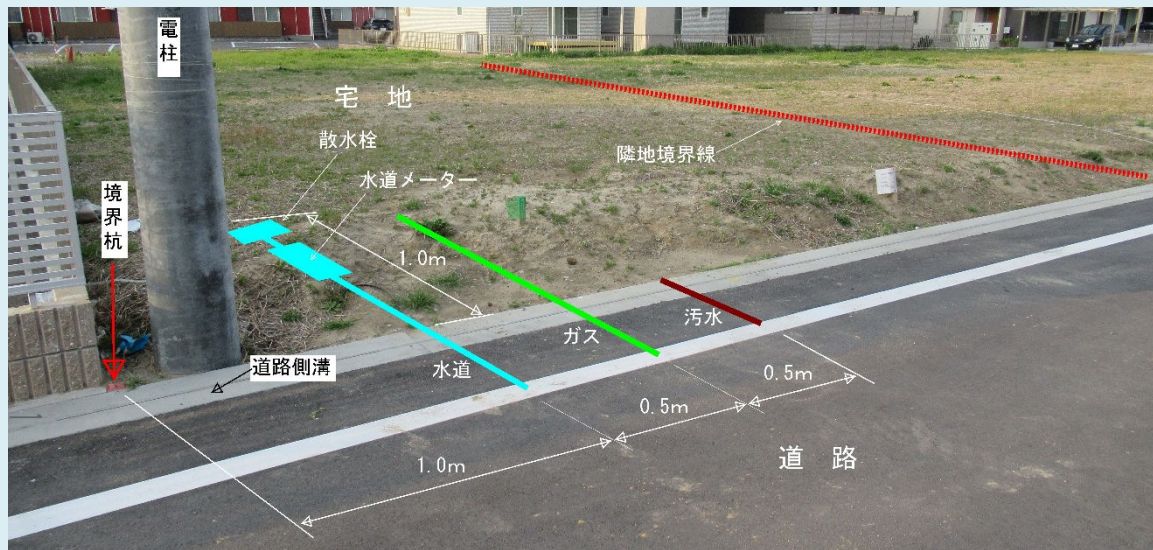 電柱
宅 地
散水栓
水道メーター
隣地境界線
境界杭
1.0m
ガス
汚水
水道
道路側溝
0.5m
0.5m
1.0m
道 路